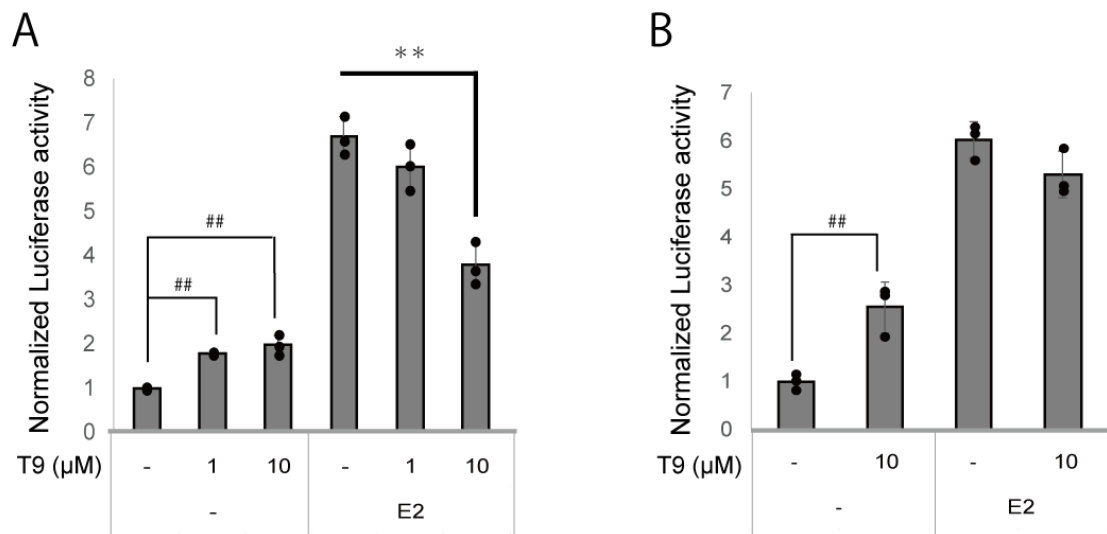 A
Normalized Luciferase activity
8
7
6
5
4
3
2
1
0
**
##
##
T9 (μM) - 1 10 - 1 10
- E2
B
Normalized Luciferase activity
7
6
5
4
3
2
1
0
##
T9 (μM) - 10 - 10
- E2